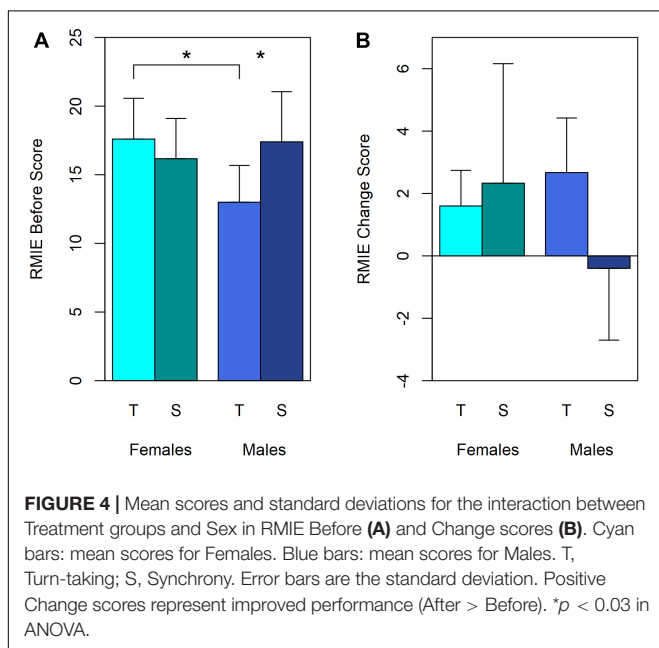 A
B
* *
RMIE Before Score
25
20
15
10
5
0
T S T S
Females Males
RMIE Change Score
6
4
2
0
-2
-4
T S T S
Females Males
FIGURE 4 | Mean scores and standard deviations for the interaction between
Treatment groups and Sex in RMIE Before (A) and Change scores (B). Cyan
bars: mean scores for Females. Blue bars: mean scores for Males. T,
Turn-taking; S, Synchrony. Error bars are the standard deviation. Positive
Change scores represent improved performance (After > Before). *p < 0.03 in
ANOVA.